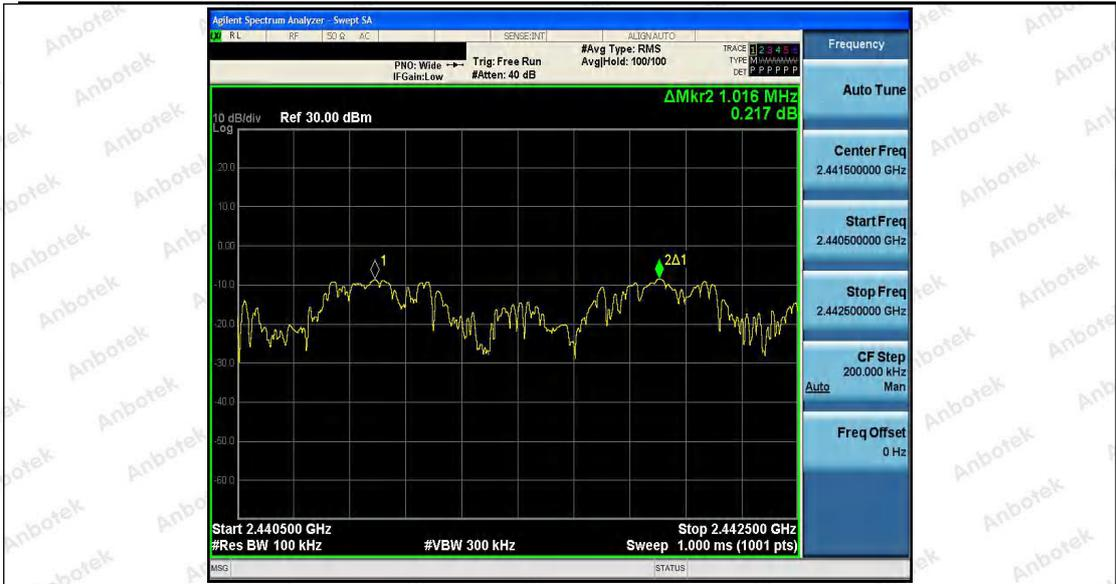 Agilent Spectrum Analyzer - Swept SA
RL RF 50 Ω AC SENSE:INT ALIGN AUTO
PNO: Wide
IFGain:Low
Trig: Free Run
#Atten: 40 dB
#Avg Type: RMS
Avg|Hold: 100/100
TRACE 1 2 3 4 5 6
TYPE M
DET P P P P P P
ΔMkr2 1.016 MHz
0.217 dB
10 dB/div Ref 30.00 dBm
Log
20.0
10.0
0.00
-10.0
-20.0
-30.0
-40.0
-50.0
-60.0
1
2Δ1
Start 2.440500 GHz
Stop 2.442500 GHz
#Res BW 100 kHz
#VBW 300 kHz
Sweep 1.000 ms (1001 pts)
MSG
STATUS
Frequency
Auto Tune
Center Freq
2.441500000 GHz
Start Freq
2.440500000 GHz
Stop Freq
2.442500000 GHz
CF Step
200.000 kHz
Auto Man
Freq Offset
0 Hz
Anbotek